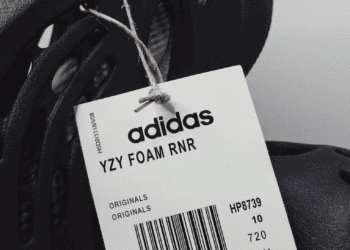 adidas
YZY FOAM RNR
ORIGINALS
ORIGINALS
HP8739
10
720